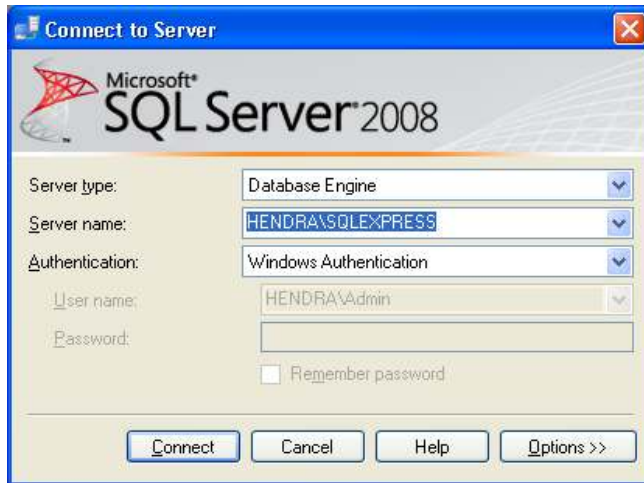 Connect to Server
Microsoft®
SQL Server® 2008
Server type: Database Engine
Server name: HENDRA\SQLEXPRESS
Authentication: Windows Authentication
User name: HENDRA\Admin
Password:
Remember password
Connect Cancel Help Options >>